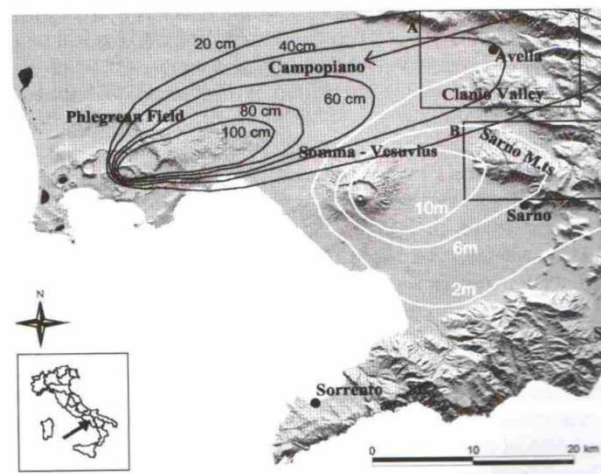 20 cm
40cm
A
Campopiano
Avella
60 cm
Clanio Valley
Phlegrean Field
80 cm
100 cm
B
Sarno M.ts
Somma - Vesuvius
10m
Sarno
6m
2m
N
Sorrento
0 10 20 km